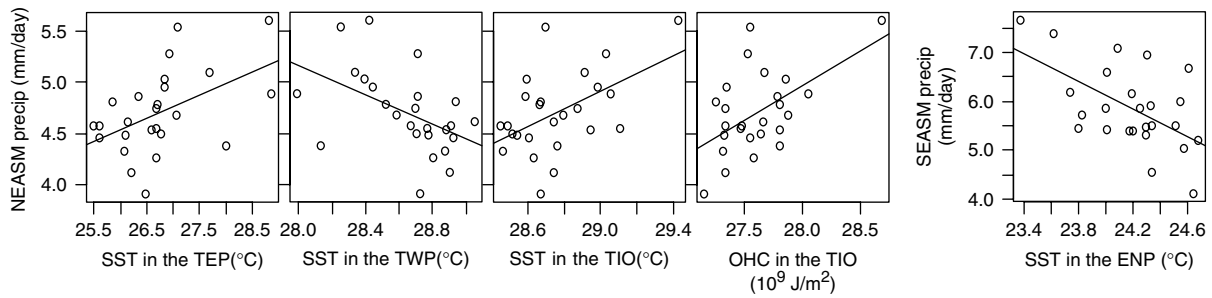 NEASM precip (mm/day)
5.5
5.0
4.5
4.0
25.5 26.5 27.5 28.5
SST in the TEP(°C)
28.0 28.4 28.8
SST in the TWP(°C)
28.6 29.0 29.4
SST in the TIO(°C)
27.5 28.0 28.5
OHC in the TIO
(10⁹ J/m²)
SEASM precip
(mm/day)
7.0
6.0
5.0
4.0
23.4 23.8 24.2 24.6
SST in the ENP (°C)